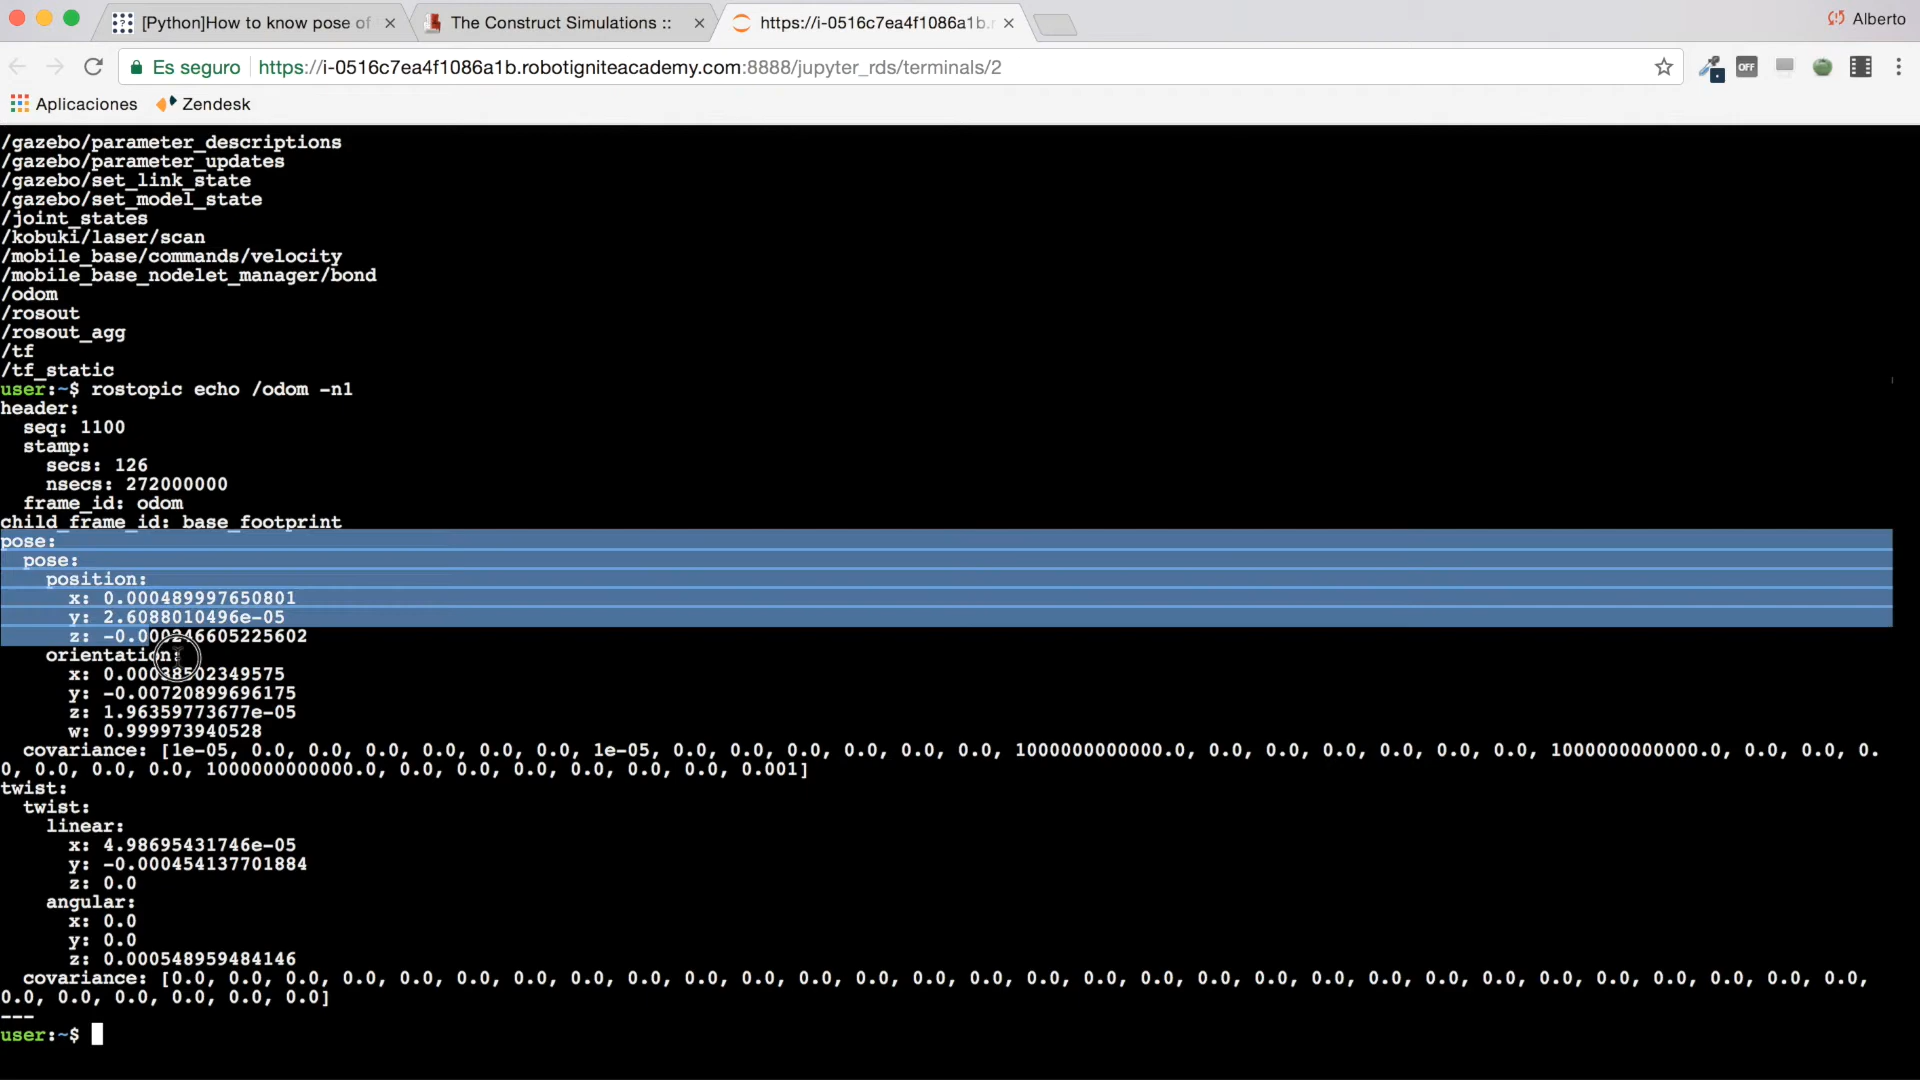 [Python]How to know pose of
The Construct Simulations ::
https://i-0516c7ea4f1086a1b.r
Alberto
Es seguro
https://i-0516c7ea4f1086a1b.robotigniteacademy.com:8888/jupyter_rds/terminals/2
OFF
Aplicaciones
Zendesk
/gazebo/parameter_descriptions
/gazebo/parameter_updates
/gazebo/set_link_state
/gazebo/set_model_state
/joint_states
/kobuki/laser/scan
/mobile_base/commands/velocity
/mobile_base_nodelet_manager/bond
/odom
/rosout
/rosout_agg
/tf
/tf_static
user:~$ rostopic echo /odom -n1
header:
seq: 1100
stamp:
secs: 126
nsecs: 272000000
frame_id: odom
child_frame_id: base_footprint
pose:
pose:
position:
x: 0.000489997650801
y: 2.6088010496e-05
z: -0.000246605225602
orientation:
x: 0.00038502349575
y: -0.00720899696175
z: 1.96359773677e-05
w: 0.999973940528
covariance: [1e-05, 0.0, 0.0, 0.0, 0.0, 0.0, 0.0, 1e-05, 0.0, 0.0, 0.0, 0.0, 0.0, 0.0, 1000000000000.0, 0.0, 0.0, 0.0, 0.0, 0.0, 0.0, 1000000000000.0, 0.0, 0.0, 0.
0, 0.0, 0.0, 0.0, 1000000000000.0, 0.0, 0.0, 0.0, 0.0, 0.0, 0.0, 0.001]
twist:
twist:
linear:
x: 4.98695431746e-05
y: -0.000454137701884
z: 0.0
angular:
x: 0.0
y: 0.0
z: 0.000548959484146
covariance: [0.0, 0.0, 0.0, 0.0, 0.0, 0.0, 0.0, 0.0, 0.0, 0.0, 0.0, 0.0, 0.0, 0.0, 0.0, 0.0, 0.0, 0.0, 0.0, 0.0, 0.0, 0.0, 0.0, 0.0, 0.0, 0.0, 0.0, 0.0, 0.0, 0.0,
0.0, 0.0, 0.0, 0.0, 0.0, 0.0]
---
user:~$